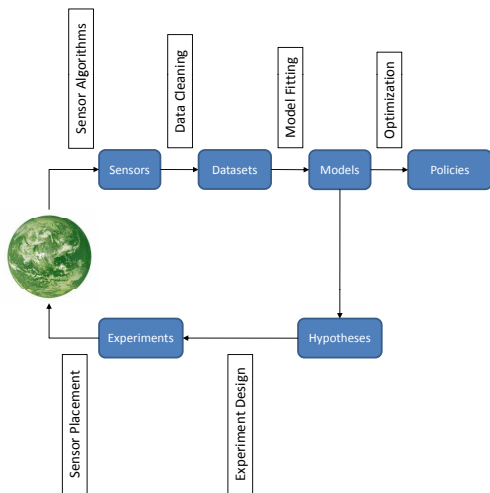 Sensor Algorithms
Data Cleaning
Model Fitting
Optimization
Sensors
Datasets
Models
Policies
Experiments
Hypotheses
Sensor Placement
Experiment Design